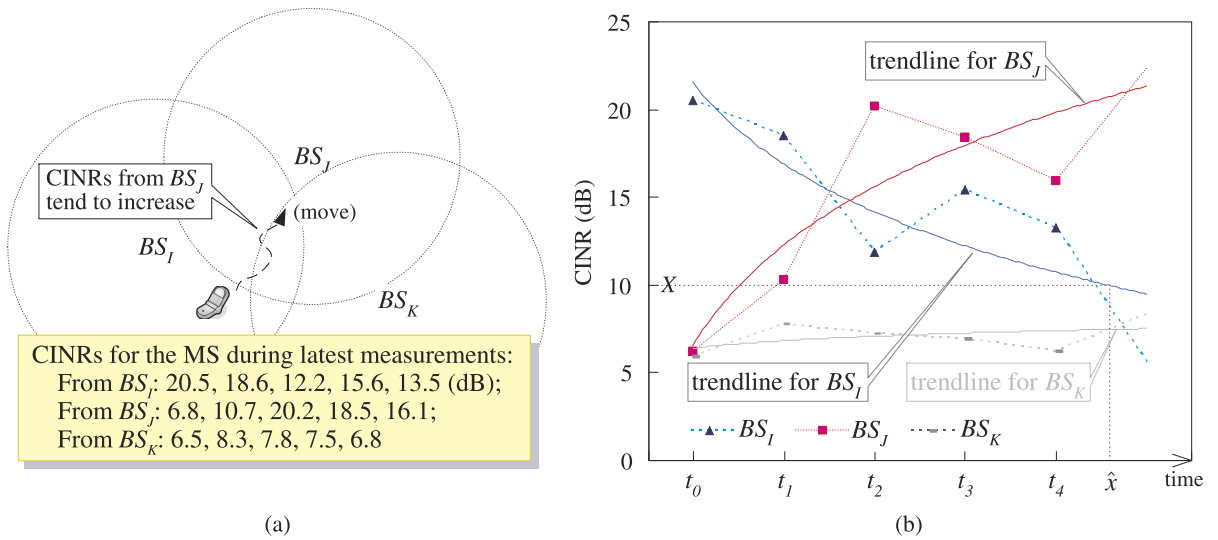 BS_J
CINRs from BS_J
tend to increase
(move)
BS_I
BS_K
CINRs for the MS during latest measurements:
From BS_I: 20.5, 18.6, 12.2, 15.6, 13.5 (dB);
From BS_J: 6.8, 10.7, 20.2, 18.5, 16.1;
From BS_K: 6.5, 8.3, 7.8, 7.5, 6.8
(a)
25
20
15
10
5
0
CINR (dB)
X
trendline for BS_J
trendline for BS_I
trendline for BS_K
BS_I
BS_J
BS_K
t_0
t_1
t_2
t_3
t_4
x̂
time
(b)